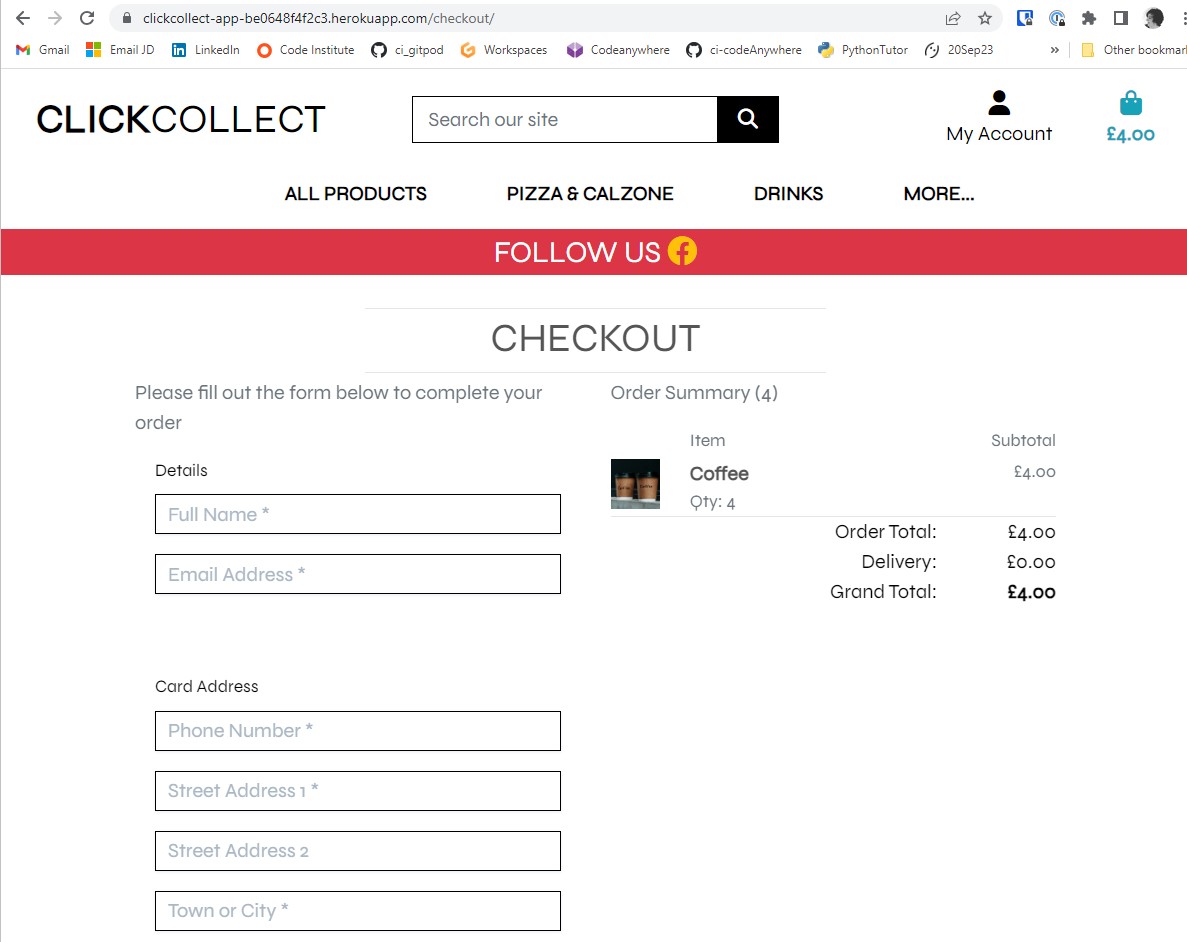 clickcollect-app-be0648f4f2c3.herokuapp.com/checkout/
Gmail Email JD LinkedIn Code Institute ci_gitpod Workspaces Codeanywhere ci-codeAnywhere PythonTutor 20Sep23 » Other bookmar
CLICKCOLLECT
Search our site
My Account
£4.00
ALL PRODUCTS PIZZA & CALZONE DRINKS MORE...
FOLLOW US
CHECKOUT
Please fill out the form below to complete your
order
Details
Full Name *
Email Address *
Card Address
Phone Number *
Street Address 1 *
Street Address 2
Town or City *
Order Summary (4)
Item Subtotal
Coffee £4.00
Qty: 4
Order Total: £4.00
Delivery: £0.00
Grand Total: £4.00